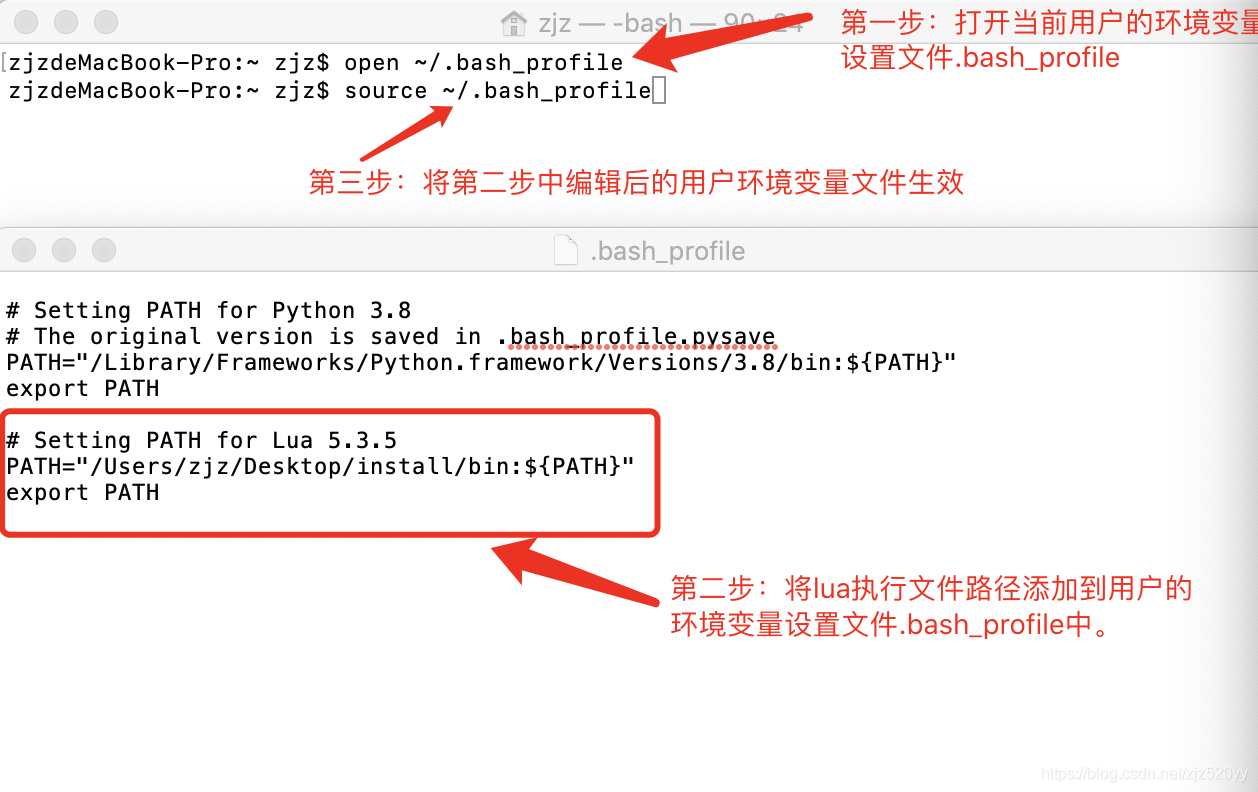 zjz — -bash — 90×24
第一步：打开当前用户的环境变量
设置文件.bash_profile
zjzdeMacBook-Pro:~ zjz$ open ~/.bash_profile
zjzdeMacBook-Pro:~ zjz$ source ~/.bash_profile
第三步：将第二步中编辑后的用户环境变量文件生效
.bash_profile
# Setting PATH for Python 3.8
# The original version is saved in .bash_profile.pysave
PATH="/Library/Frameworks/Python.framework/Versions/3.8/bin:${PATH}"
export PATH
# Setting PATH for Lua 5.3.5
PATH="/Users/zjz/Desktop/install/bin:${PATH}"
export PATH
第二步：将lua执行文件路径添加到用户的
环境变量设置文件.bash_profile中。
https://blog.csdn.net/zjz520yy